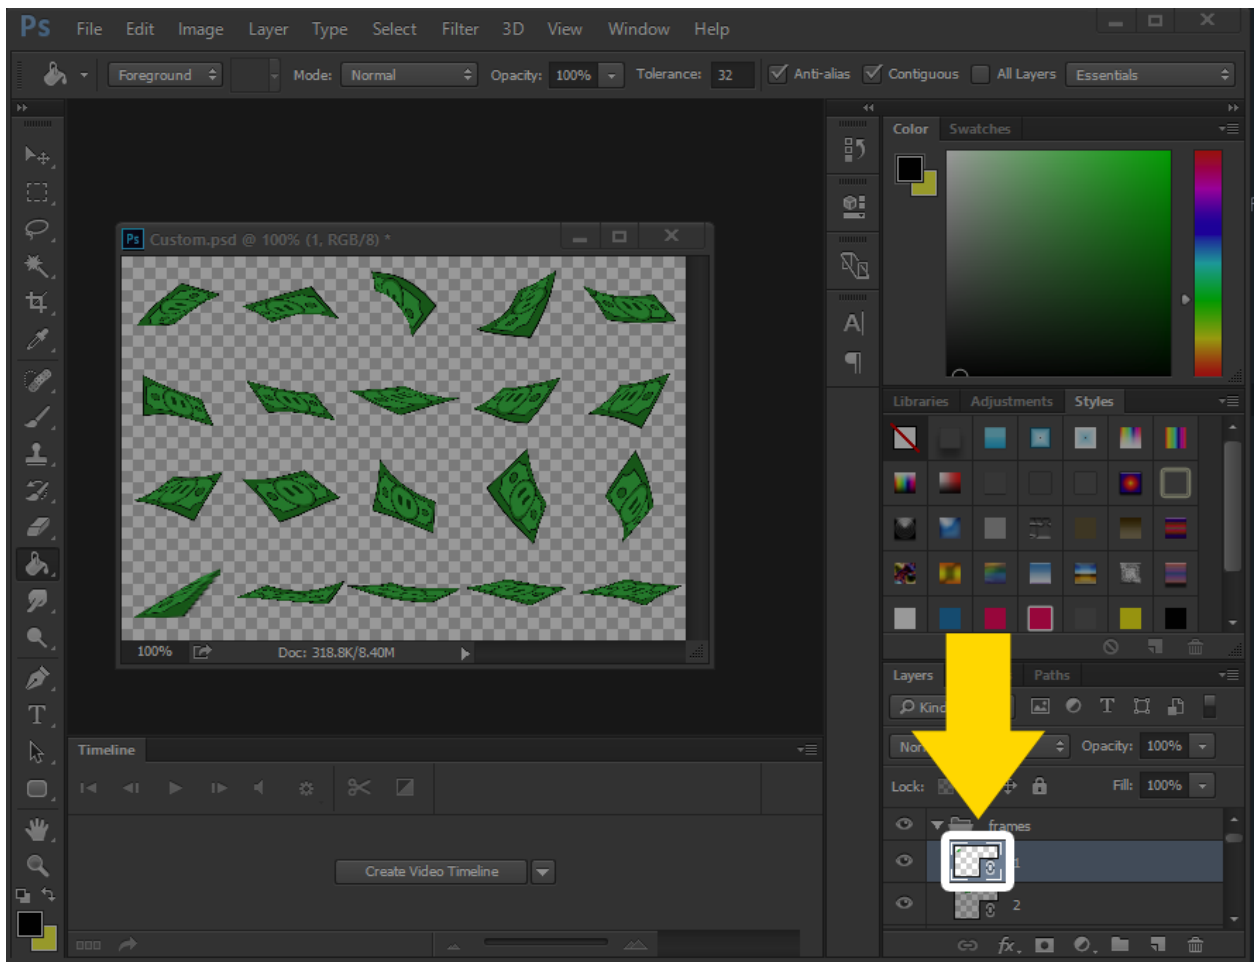 Ps File Edit Image Layer Type Select Filter 3D View Window Help
Foreground Mode: Normal Opacity: 100% Tolerance: 32 Anti-alias Contiguous All Layers Essentials
Color Swatches
Ps Custom.psd @ 100% (1, RGB/8) *
A
Libraries Adjustments Styles
100% Doc: 318.8K/8.40M
Layers Paths
T
T
Opacity: 100%
Timeline
Lock: Fill: 100%
frames
1
Create Video Timeline
2
fx